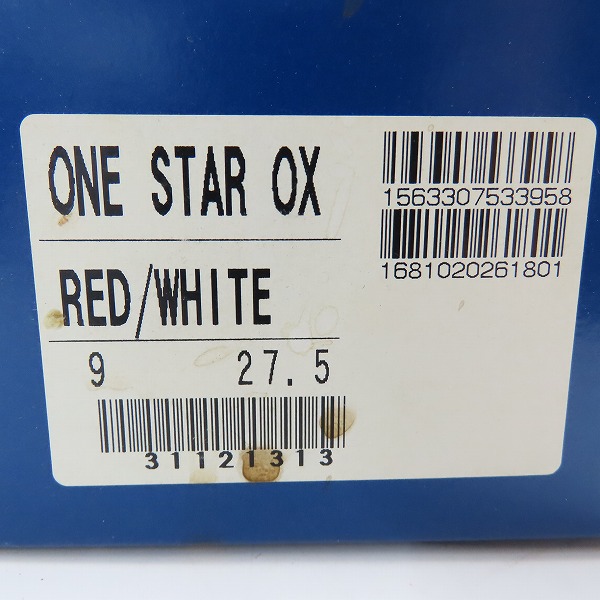 ONE STAR OX
RED/WHITE
9 27.5
31121313
1563307533958
1681020261801